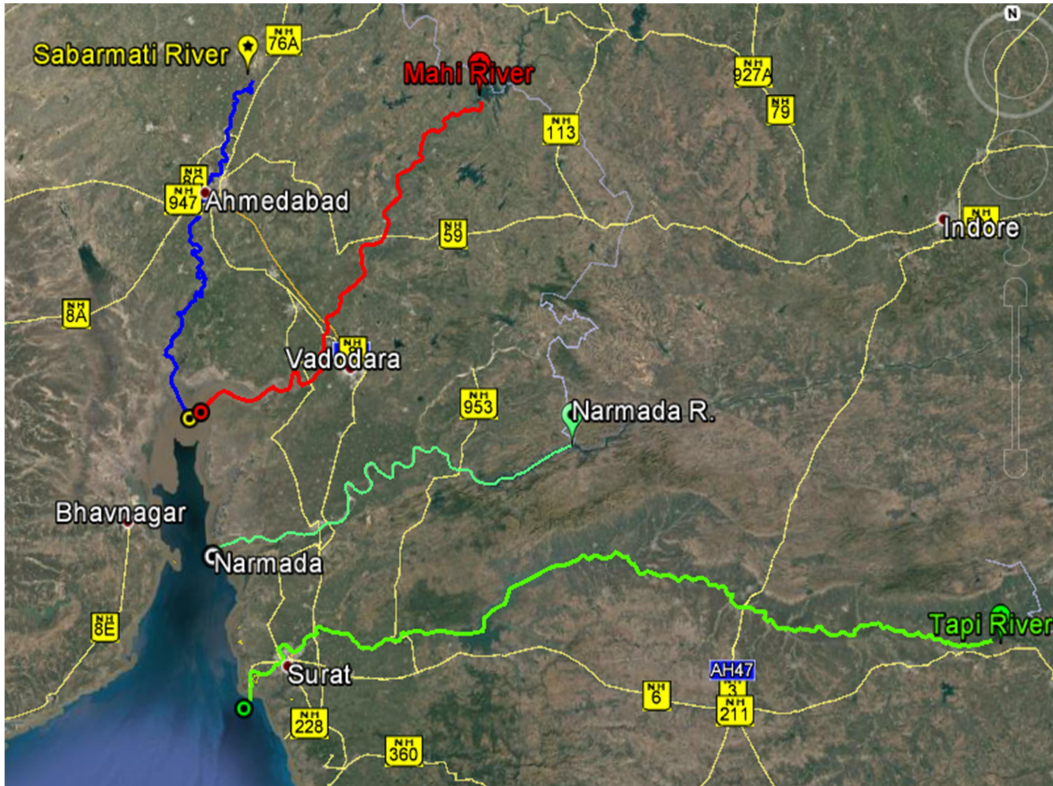 N
NH
76A
Sabarmati River
Mahi River
NH
927A
NH
79
NH
113
NH
8C
NH
947
Ahmedabad
NH
59
Indore
NH
8A
Vadodara
NH
953
Narmada R.
Bhavnagar
Narmada
NH
8E
Tapi River
Surat
AH47
NH
6
3
NH
211
NH
228
NH
360